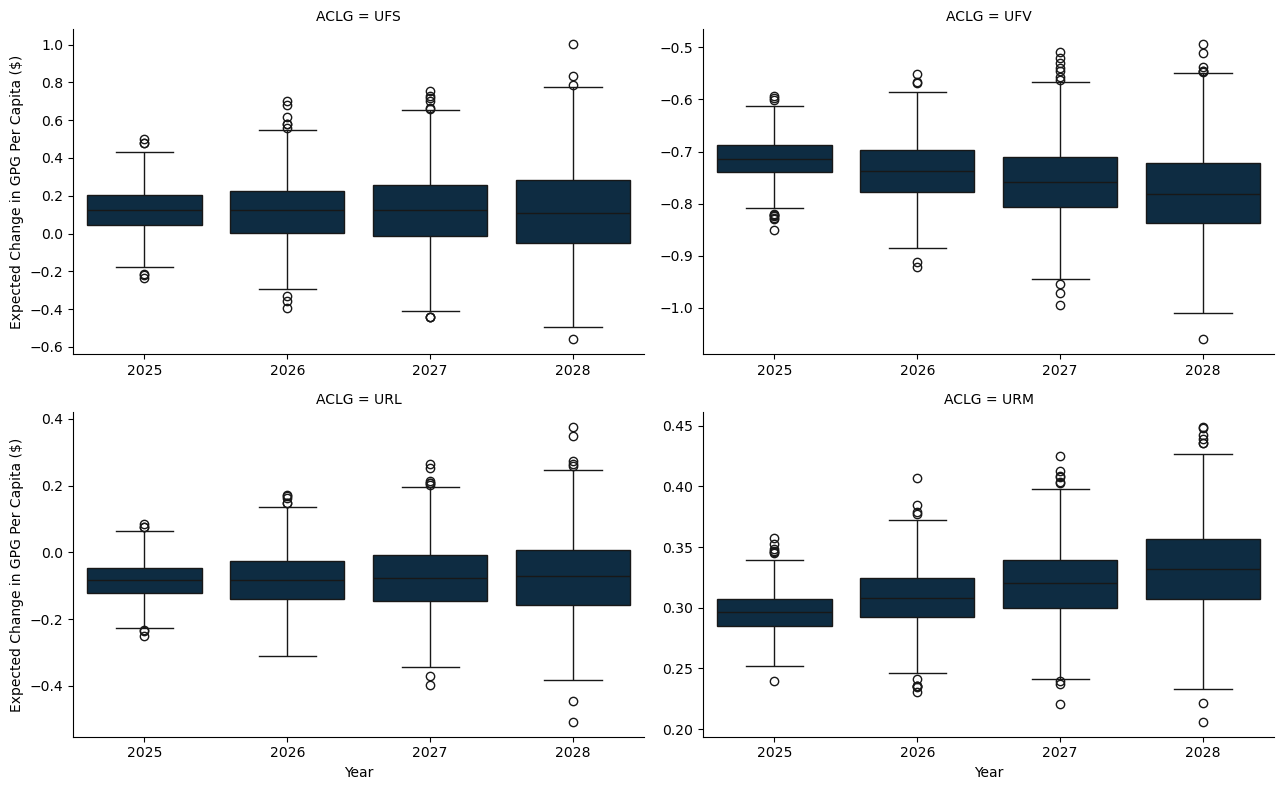 ACLG = UFS
Expected Change in GPG Per Capita ($)
1.0
0.8
0.6
0.4
0.2
0.0
−0.2
−0.4
−0.6
2025 2026 2027 2028
ACLG = UFV
−0.5
−0.6
−0.7
−0.8
−0.9
−1.0
2025 2026 2027 2028
ACLG = URL
Expected Change in GPG Per Capita ($)
0.4
0.2
0.0
−0.2
−0.4
2025 2026 2027 2028
Year
ACLG = URM
0.45
0.40
0.35
0.30
0.25
0.20
2025 2026 2027 2028
Year